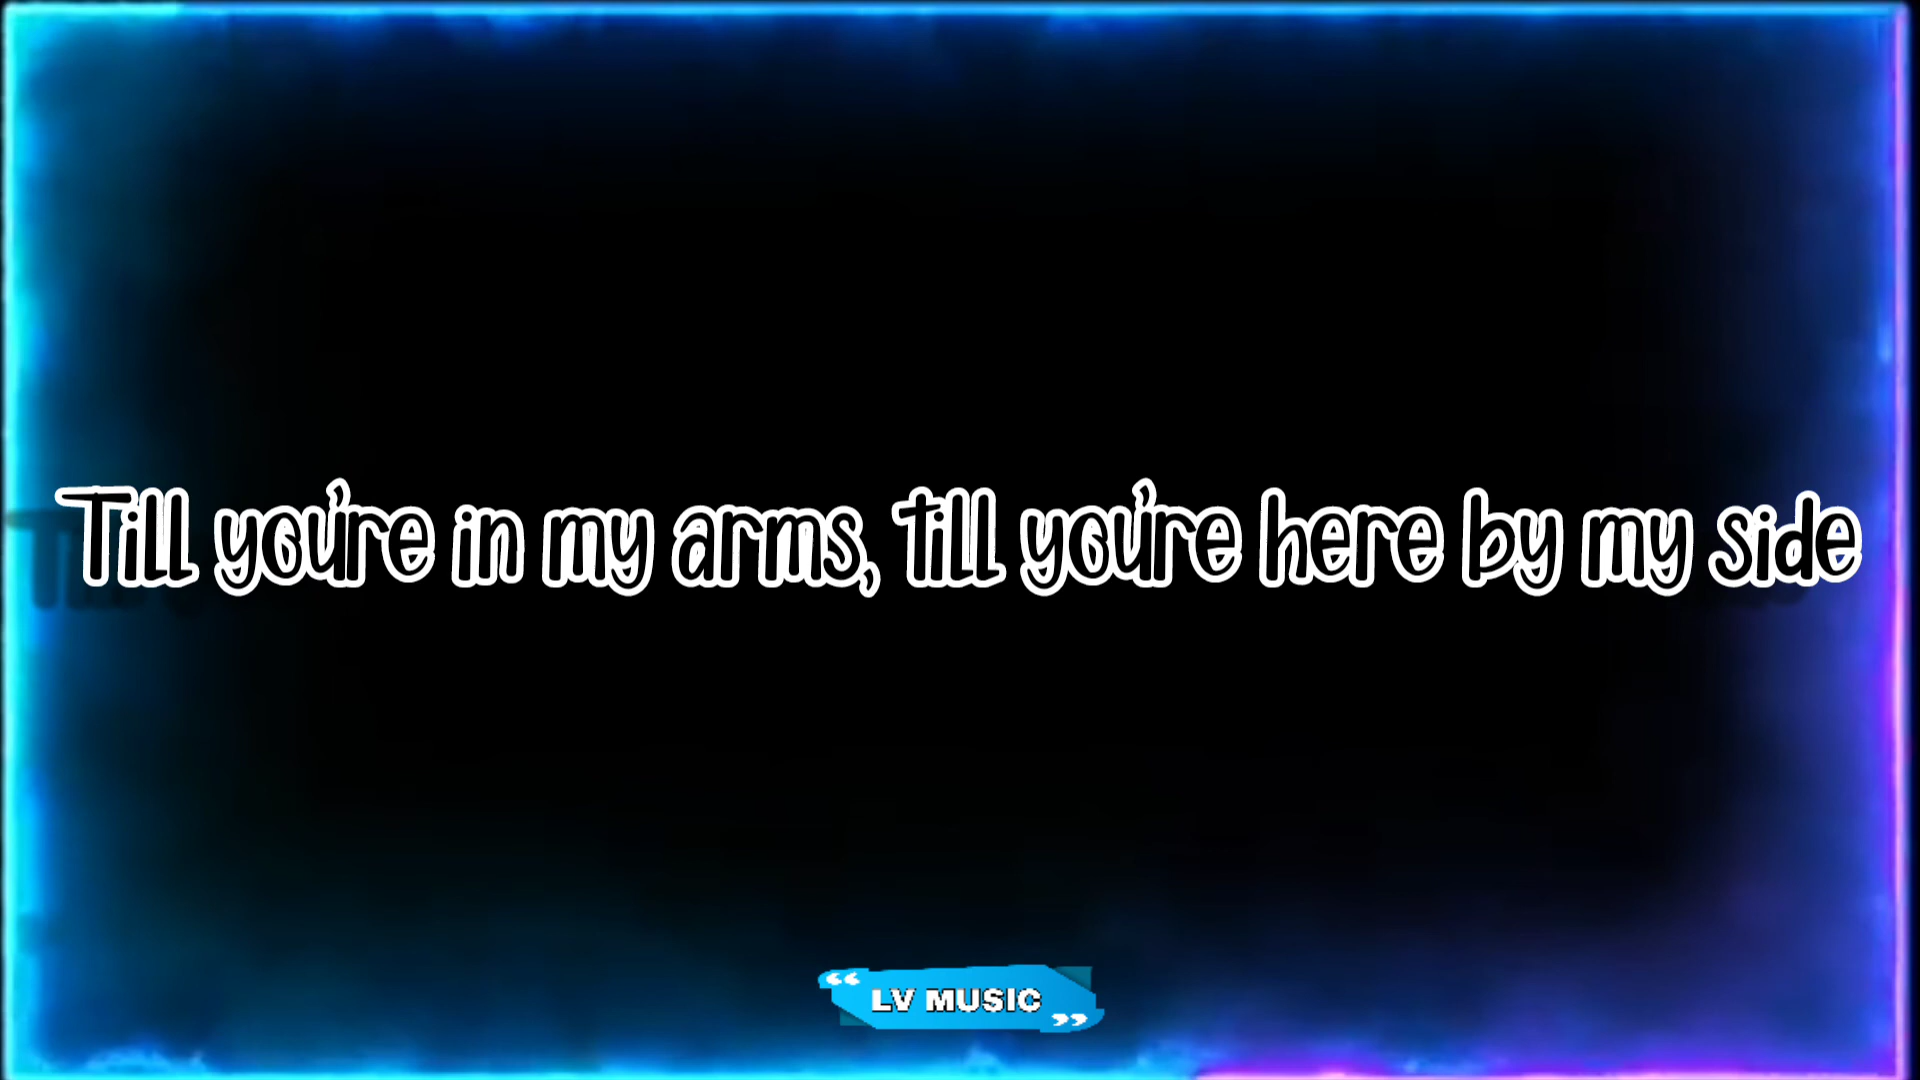 Till you're in my arms, till you're here by my side
“ LV MUSIC ”